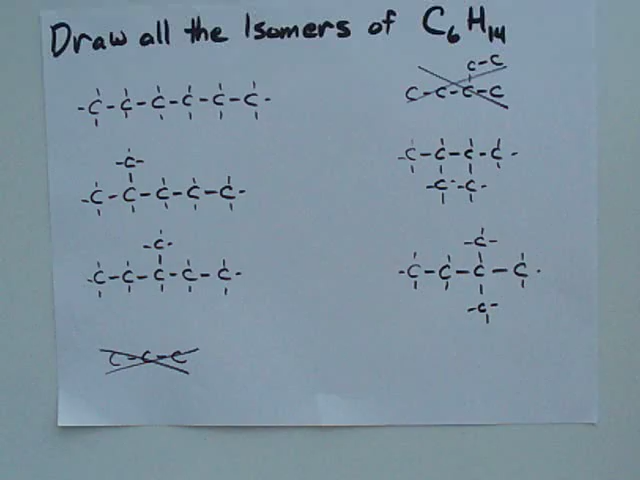 Draw all the Isomers of C6H14
-C-C-C-C-C-C-
-C-
-C-C-C-C-C-
-C-
-C-C-C-C-C-
C-C-C
C-C
C-C-C-C
-C-C-C-C-
-C-C-
-C-
-C-C-C-C-
-C-